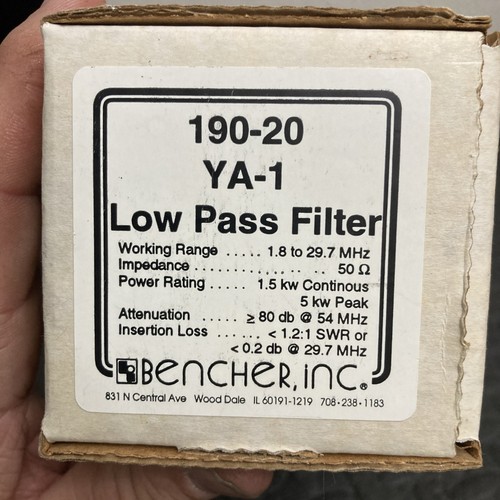 190-20
YA-1
Low Pass Filter
Working Range ..... 1.8 to 29.7 MHz
Impedance ................ 50 Ω
Power Rating ..... 1.5 kw Continous
5 kw Peak
Attenuation ..... ≥ 80 db @ 54 MHz
Insertion Loss ...... < 1.2:1 SWR or
< 0.2 db @ 29.7 MHz
BENCHER, INC.®
831 N Central Ave Wood Dale IL 60191-1219 708•238•1183